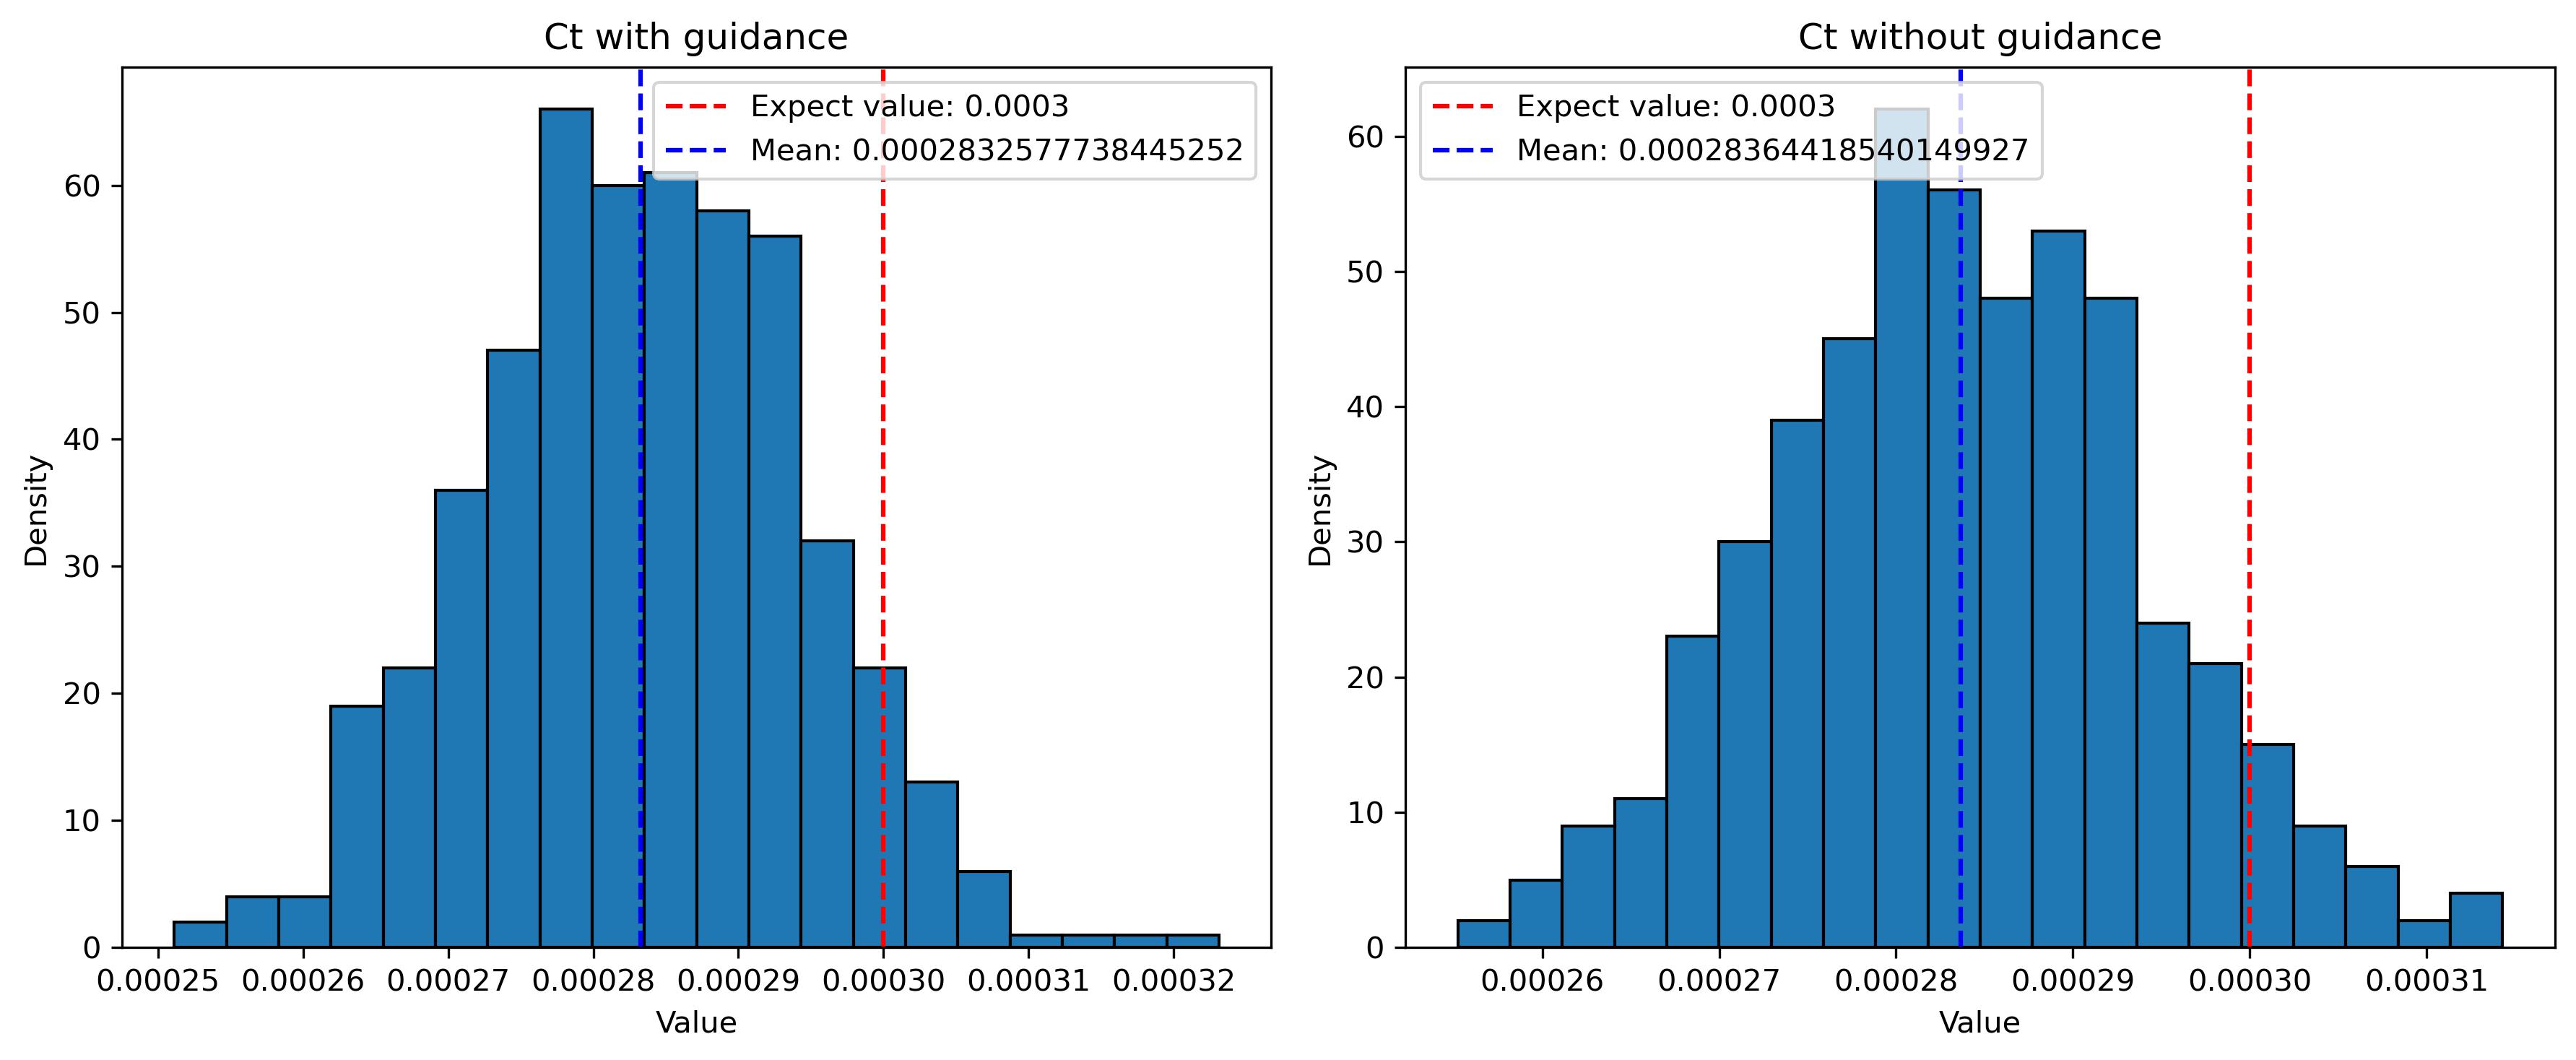 Ct with guidance
Expect value: 0.0003
Mean: 0.0002832577738445252
Density
60
50
40
30
20
10
0
0.00025 0.00026 0.00027 0.00028 0.00029 0.00030 0.00031 0.00032
Value
Ct without guidance
Expect value: 0.0003
Mean: 0.00028364418540149927
Density
60
50
40
30
20
10
0
0.00026 0.00027 0.00028 0.00029 0.00030 0.00031
Value